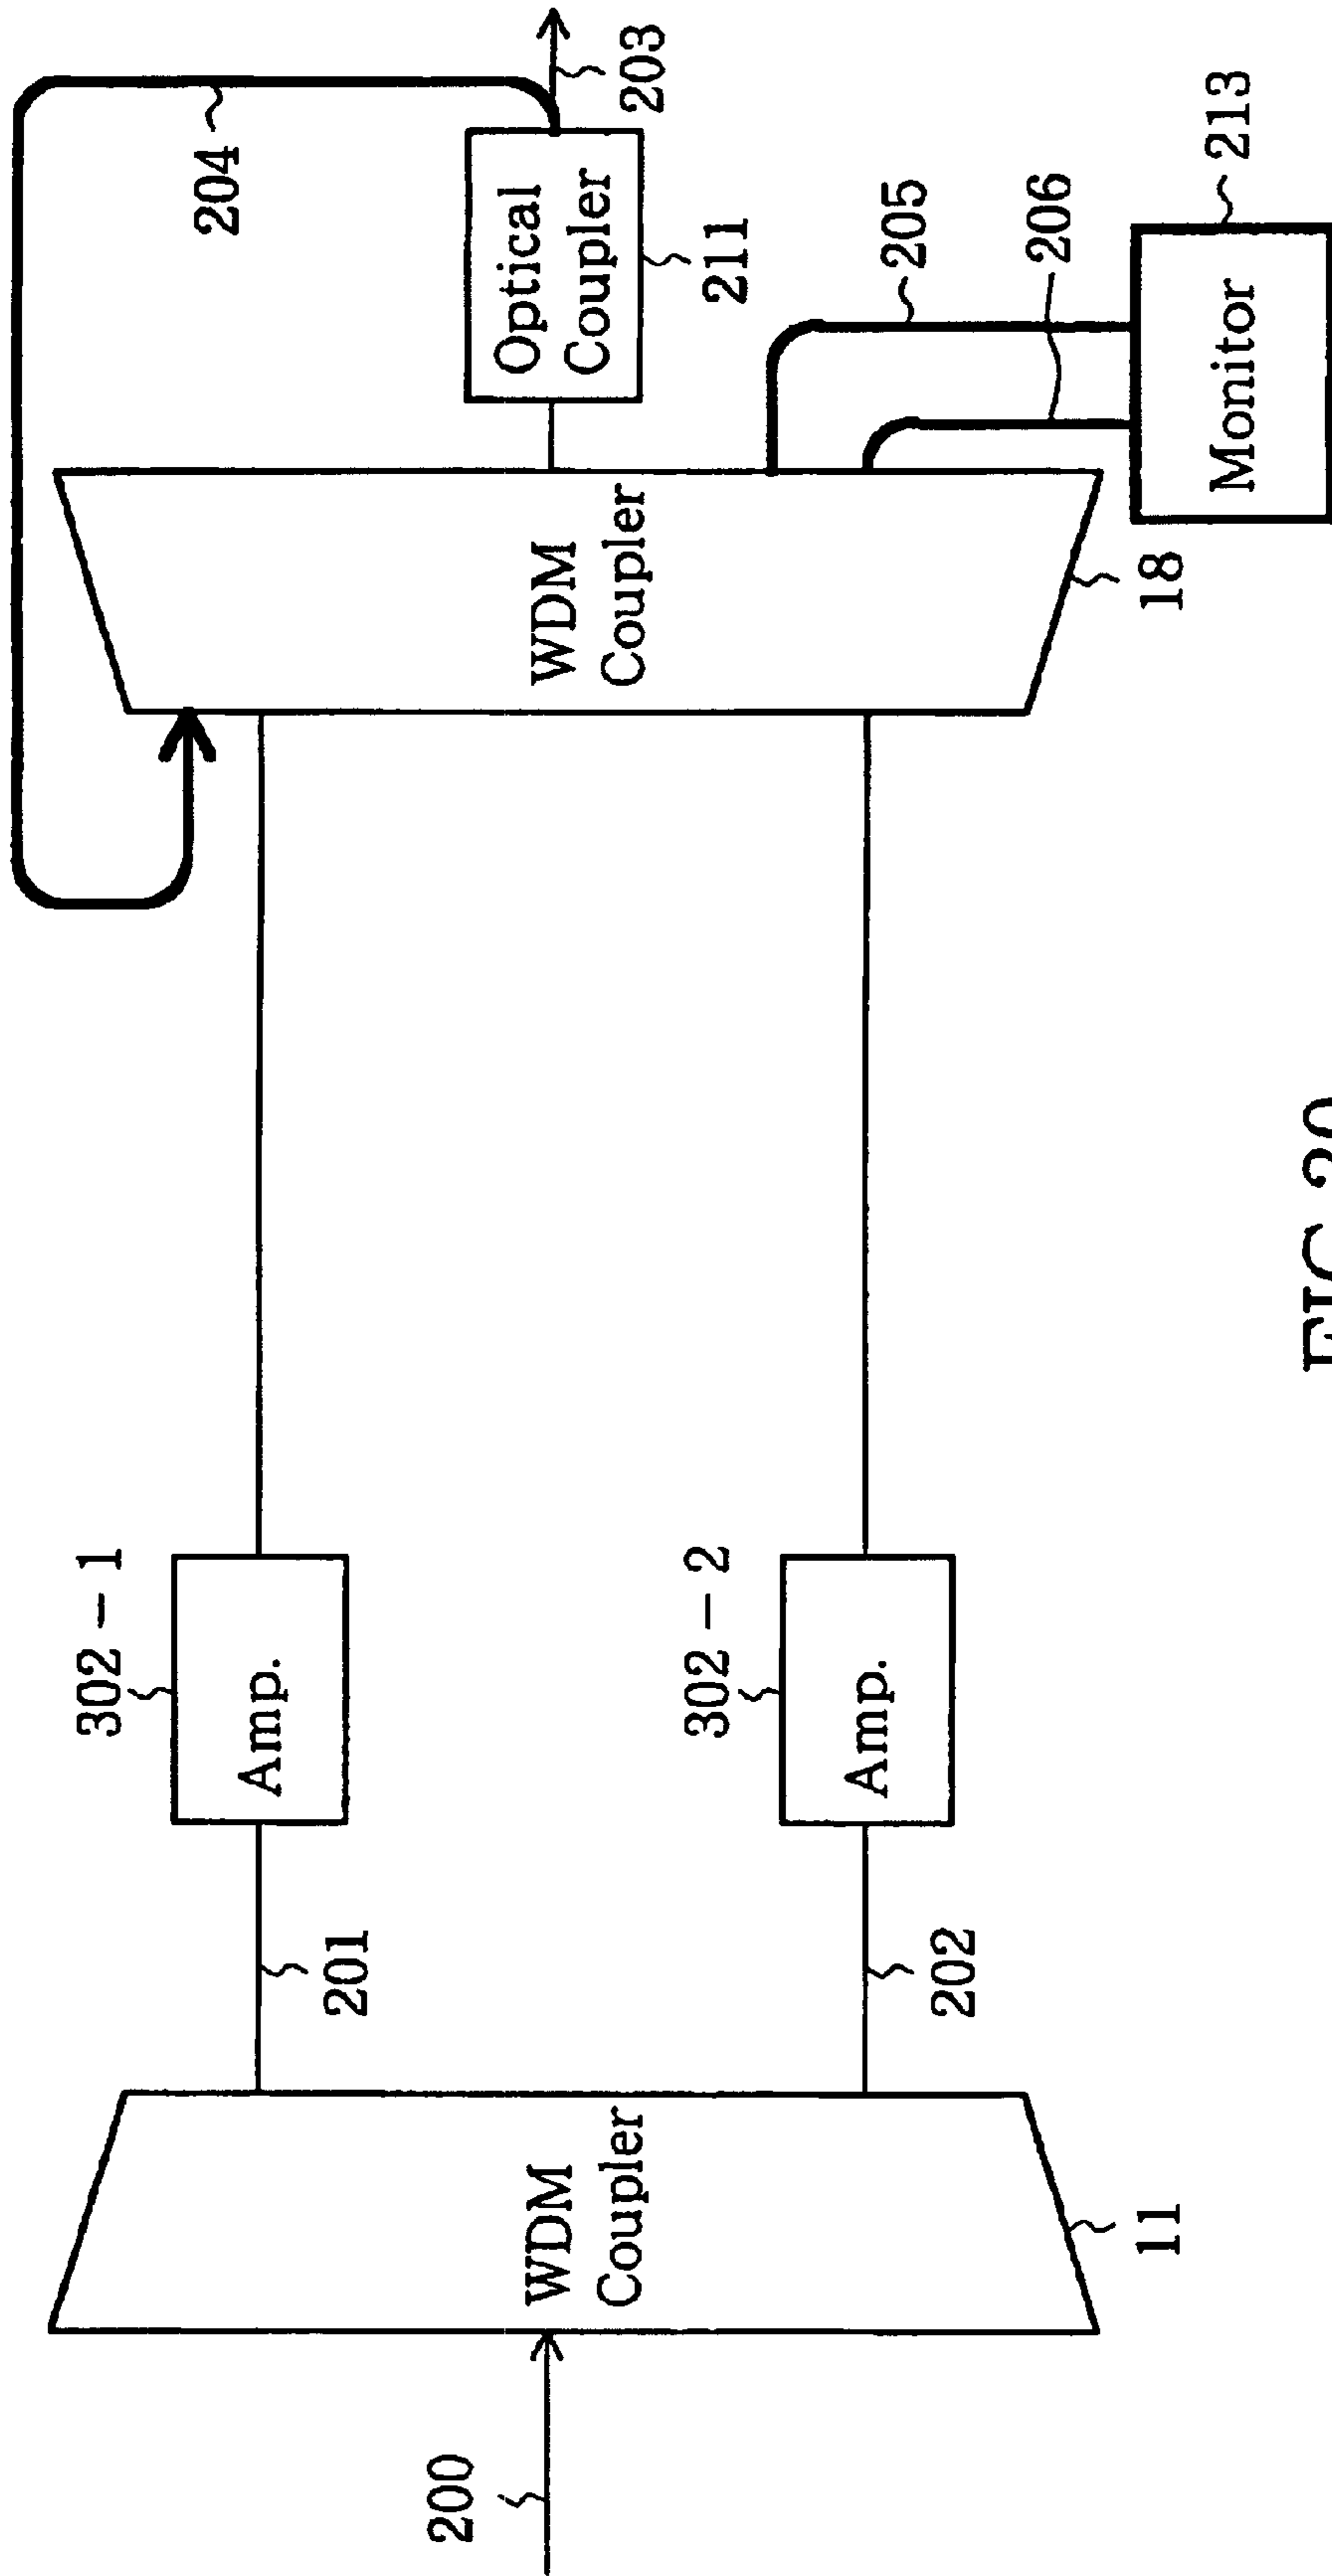 200
WDM
Coupler
11
201
202
302-1
Amp.
302-2
Amp.
WDM
Coupler
18
204
Optical
Coupler
211
203
205
206
Monitor
213